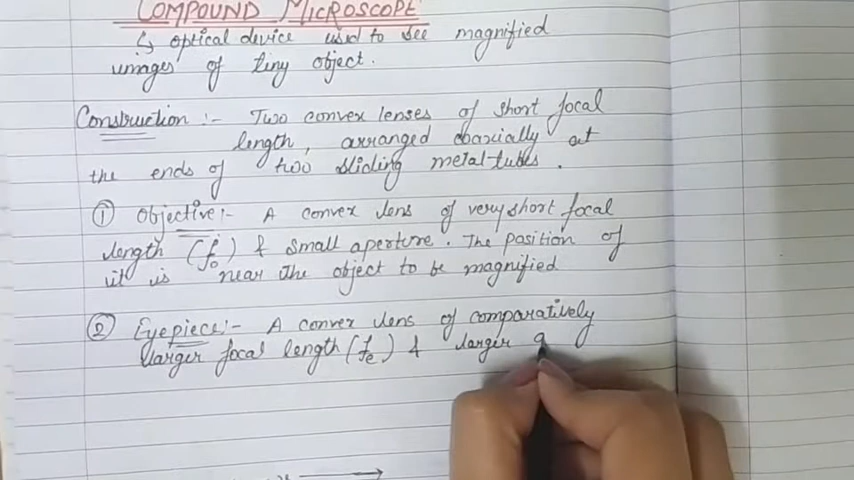 COMPOUND MICROSCOPE
↳ optical device used to see magnified
images of tiny object.
Construction :- Two convex lenses of short focal
length, arranged coaxially at
the ends of two sliding metal tubes.
① Objective:- A convex lens of very short focal
length (fo) & small aperture. The position of
it is near the object to be magnified
② Eyepiece:- A convex lens of comparatively
larger focal length (fe) & larger a